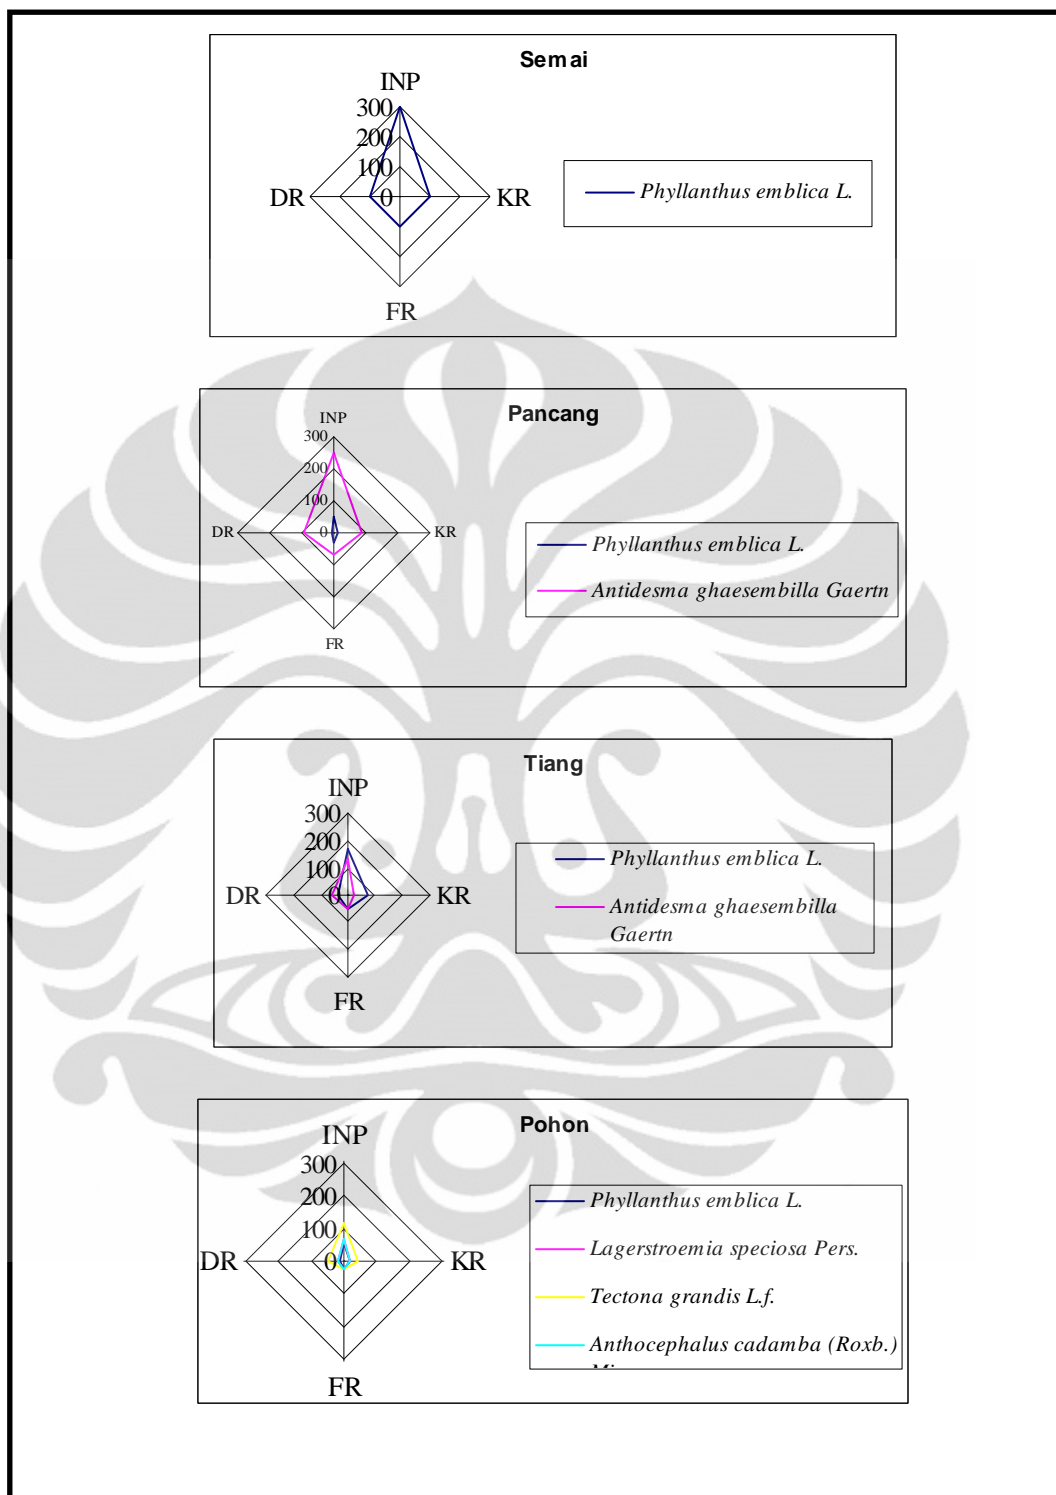 Semai
INP
300
200
100
DR
0
KR
FR
Phyllanthus emblica L.
Pancang
INP
300
200
100
DR
0
KR
FR
Phyllanthus emblica L.
Antidesma ghaesembilla Gaertn
Tiang
INP
300
200
100
DR
0
KR
FR
Phyllanthus emblica L.
Antidesma ghaesembilla
Gaertn
Pohon
INP
300
200
100
DR
0
KR
FR
Phyllanthus emblica L.
Lagerstroemia speciosa Pers.
Tectona grandis L.f.
Anthocephalus cadamba (Roxb.)